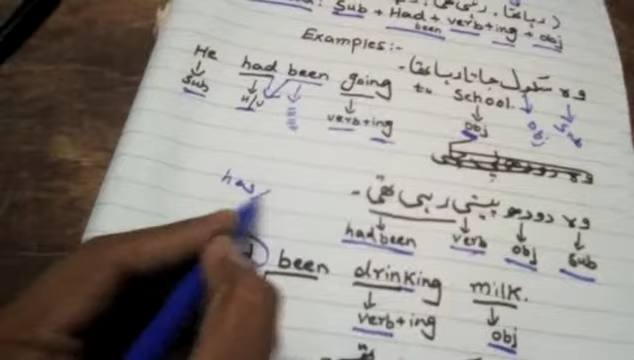 Sub + Had + verb + ing + obj
been
Examples:-
وہ سکول جاتا رہا تھا۔
He had been going to School.
Sub H/V verb+ing obj obj Sub
وہ دودھ پیتی رہی تھی۔
had been verb obj Sub
has
been drinking milk.
verb+ing obj